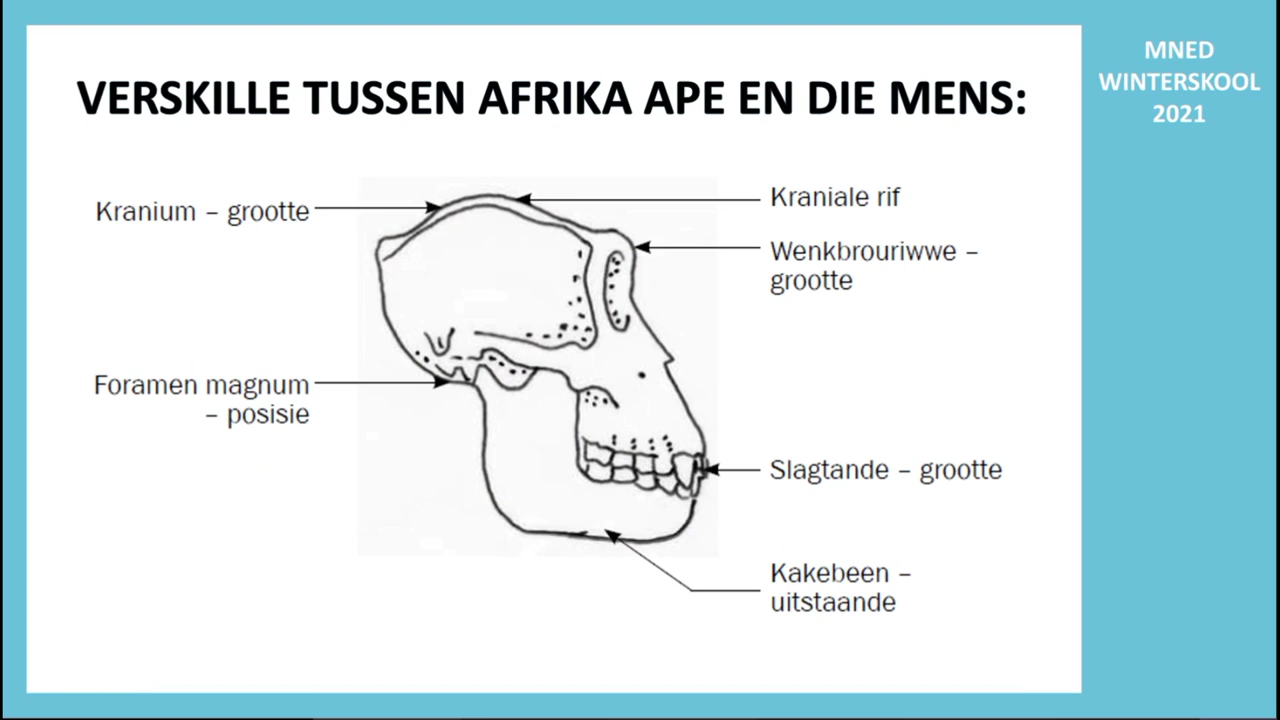 VERSKILLE TUSSEN AFRIKA APE EN DIE MENS:
MNED
WINTERSKOOL
2021
Kranium – grootte
Kraniale rif
Wenkbrouriwwe –
grootte
Foramen magnum
– posisie
Slagtande – grootte
Kakebeen –
uitstaande